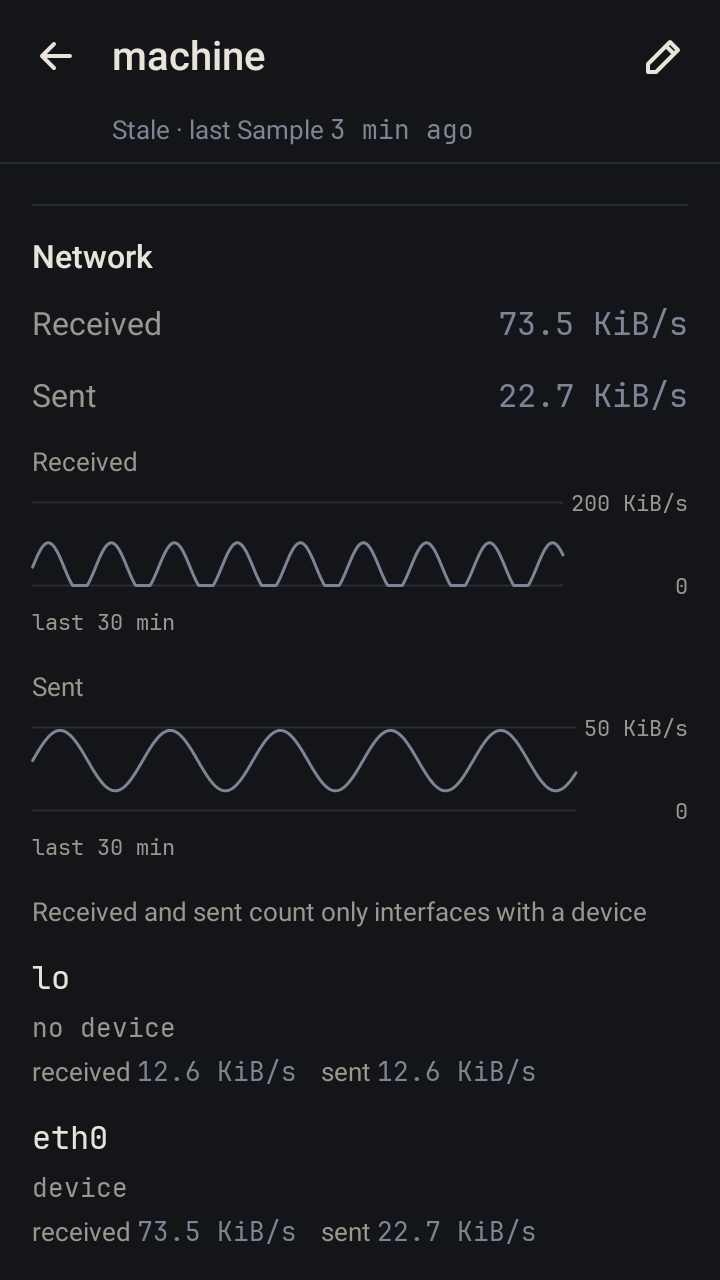 machine
Stale · last Sample 3 min ago
Network
Received 73.5 KiB/s
Sent 22.7 KiB/s
Received
200 KiB/s
0
last 30 min
Sent
50 KiB/s
0
last 30 min
Received and sent count only interfaces with a device
lo
no device
received 12.6 KiB/s sent 12.6 KiB/s
eth0
device
received 73.5 KiB/s sent 22.7 KiB/s